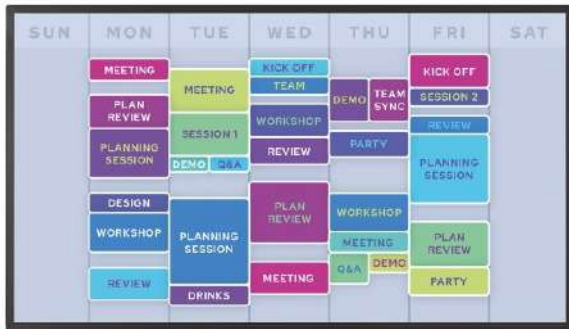 SUN MON TUE WED THU FRI SAT
MEETING
PLAN
REVIEW
PLANNING
SESSION
DESIGN
WORKSHOP
REVIEW
MEETING
SESSION 1
DEMO Q&A
PLANNING
SESSION
DRINKS
KICK OFF
TEAM
WORKSHOP
REVIEW
PLAN
REVIEW
MEETING
DEMO
TEAM
SYNC
PARTY
WORKSHOP
MEETING
Q&A
DEMO
KICK OFF
SESSION 2
REVIEW
PLANNING
SESSION
PLAN
REVIEW
PARTY